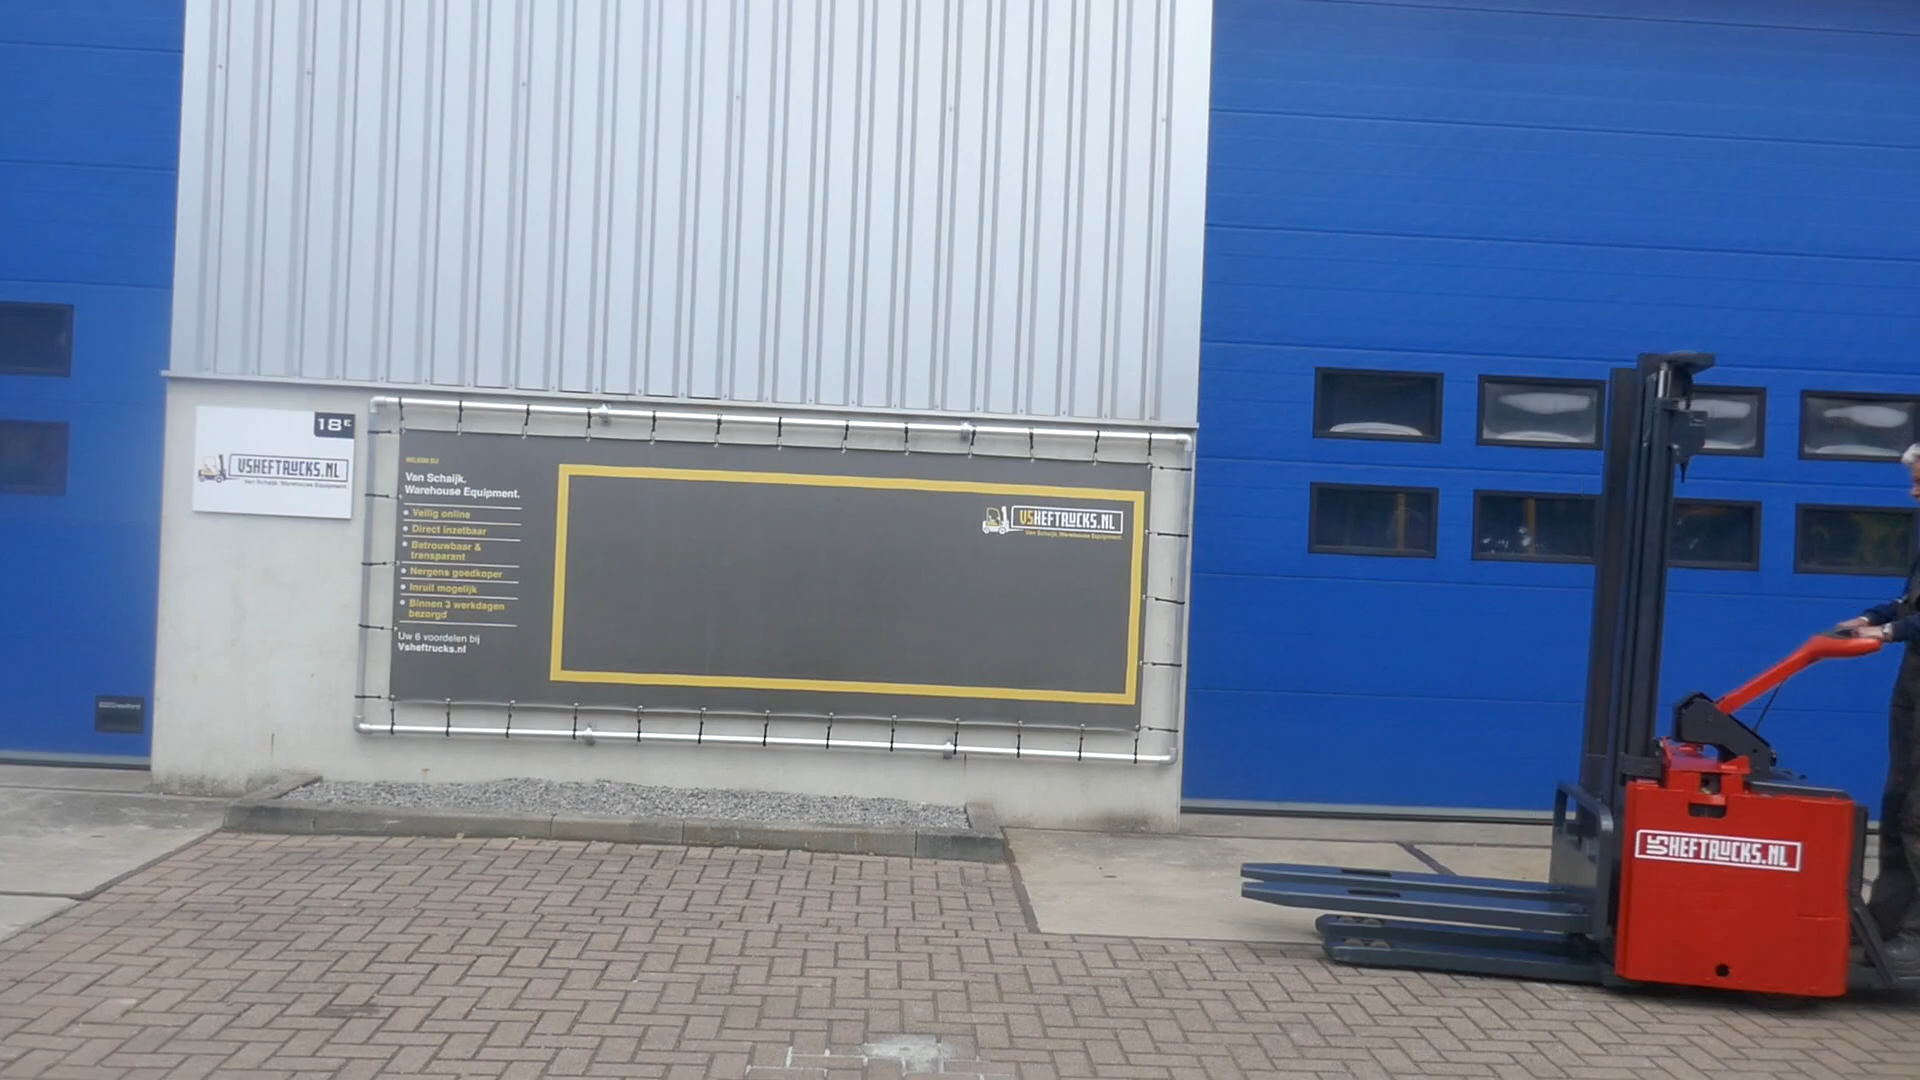 18E
VSHEFTRUCKS.NL
Van Schaijk. Warehouse Equipment.
WELKOM BIJ
Van Schaijk.
Warehouse Equipment.
• Veilig online
• Direct inzetbaar
• Betrouwbaar &
transparant
• Nergens goedkoper
• Inruil mogelijk
• Binnen 3 werkdagen
bezorgd
Uw 6 voordelen bij
Vsheftrucks.nl
VSHEFTRUCKS.NL
Van Schaijk. Warehouse Equipment.
VSHEFTRUCKS.NL
Crawford